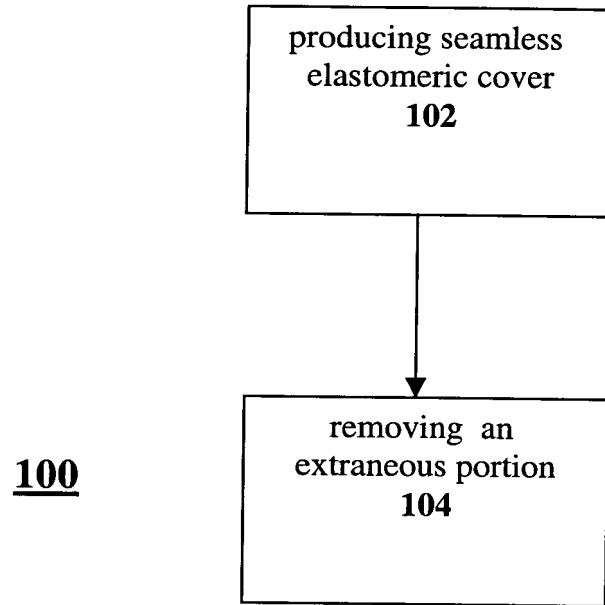 producing seamless
elastomeric cover
102
removing an
extraneous portion
104
100